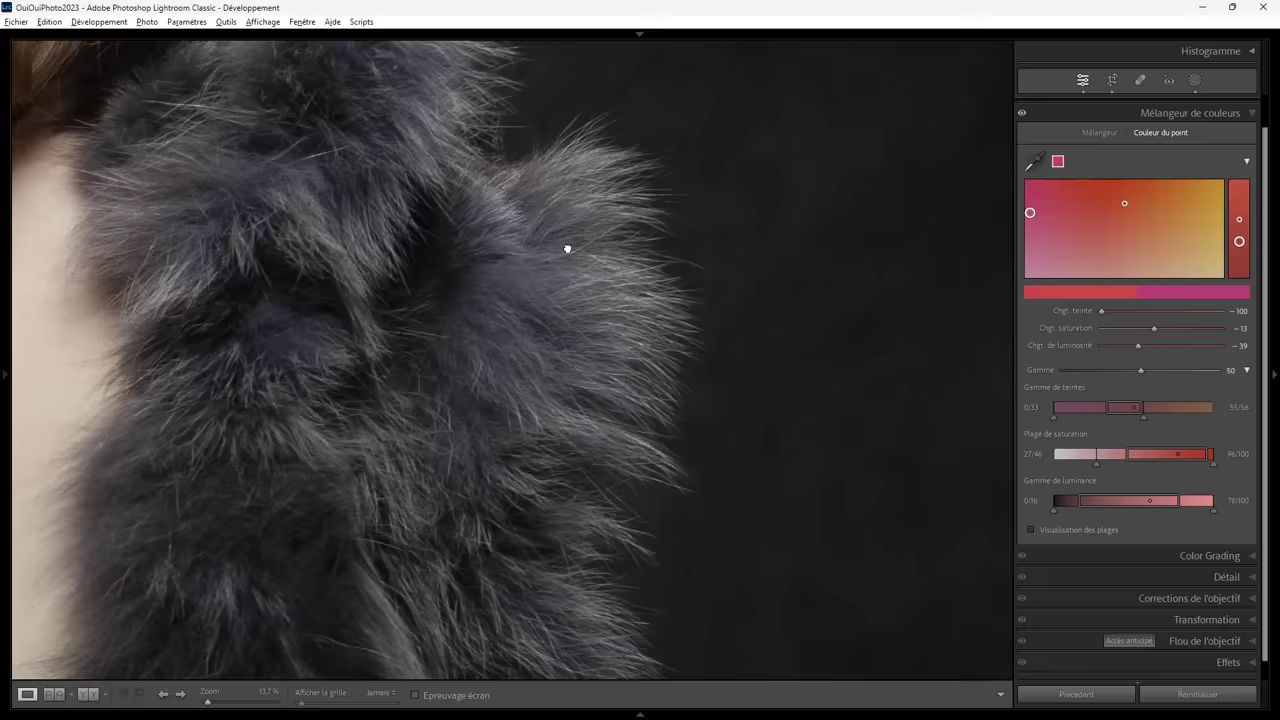 OuiOuiPhoto2023 - Adobe Photoshop Lightroom Classic - Développement
Fichier Edition Développement Photo Paramètres Outils Affichage Fenêtre Aide Scripts
Histogramme
Mélangeur de couleurs
Mélangeur Couleur du point
Chgt. teinte - 100
Chgt. saturation - 13
Chgt. de luminosité - 39
Gamme 50
Gamme de teintes
0/33 55/56
Plage de saturation
27/46 96/100
Gamme de luminance
0/16 78/100
Visualisation des plages
Color Grading
Détail
Corrections de l'objectif
Transformation
Accès anticipé Flou de l'objectif
Effets
Zoom 13,7 % Afficher la grille : Jamais Epreuvage écran
Précédent Réinitialiser